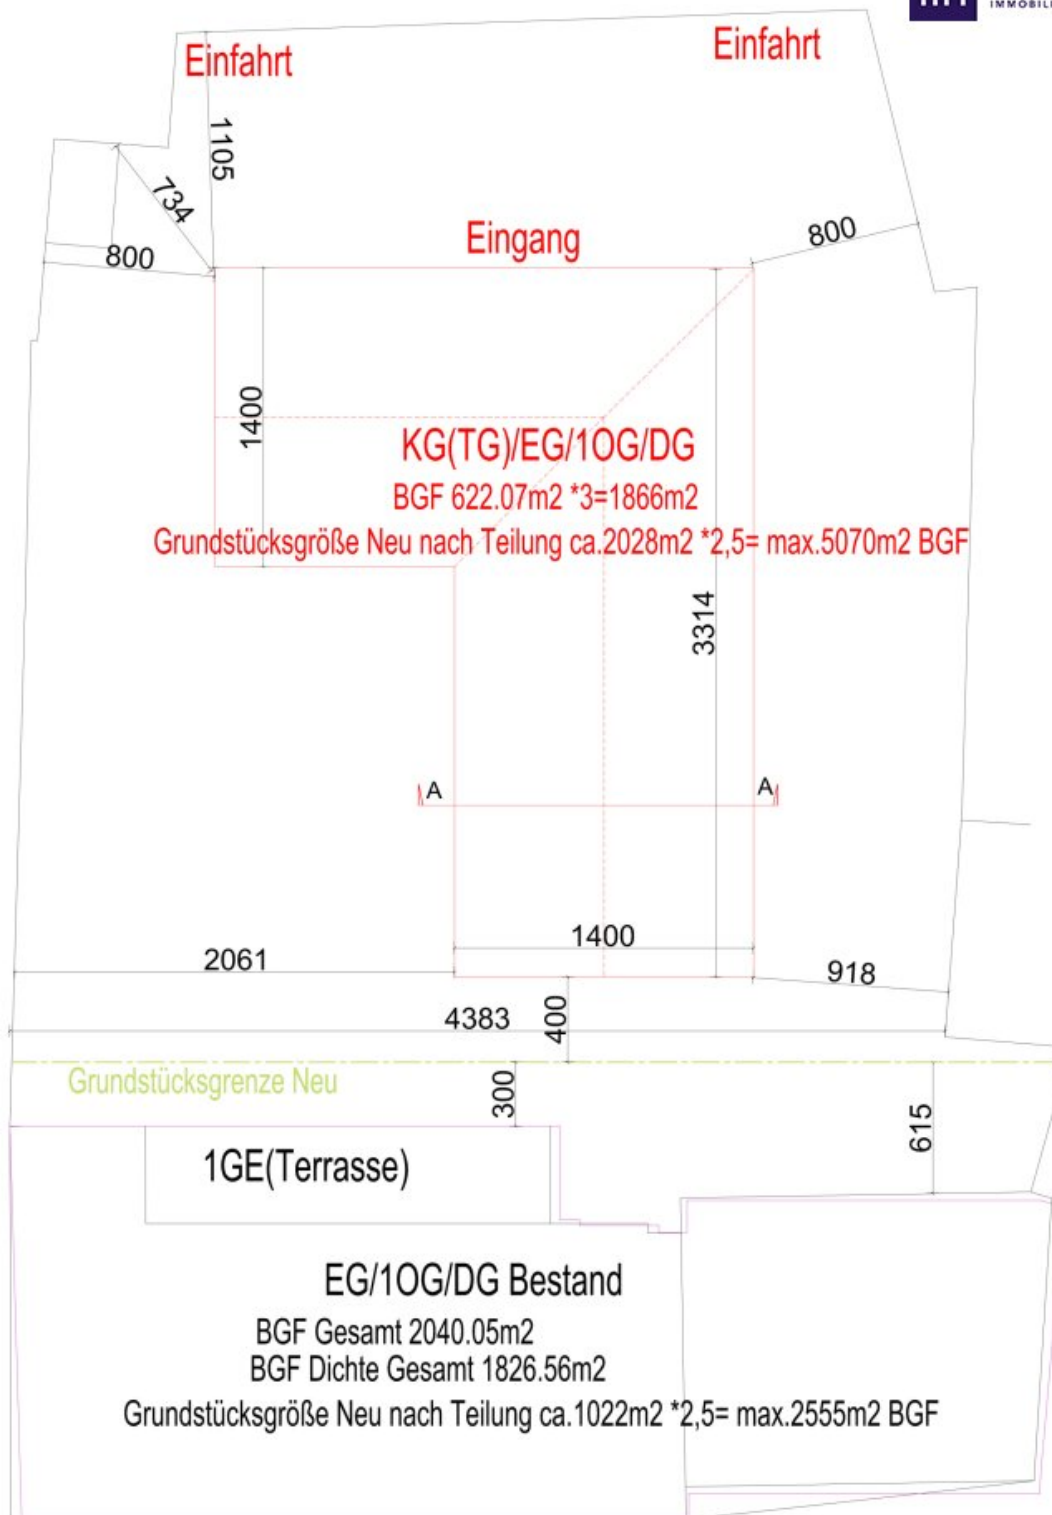 IMMOBILI
Einfahrt
Einfahrt
1105
734
800
Eingang
800
1400
KG(TG)/EG/1OG/DG
BGF 622.07m2 *3=1866m2
Grundstücksgröße Neu nach Teilung ca.2028m2 *2,5= max.5070m2 BGF
3314
A
A
1400
2061
918
4383
400
Grundstücksgrenze Neu
300
615
1GE(Terrasse)
EG/1OG/DG Bestand
BGF Gesamt 2040.05m2
BGF Dichte Gesamt 1826.56m2
Grundstücksgröße Neu nach Teilung ca.1022m2 *2,5= max.2555m2 BGF